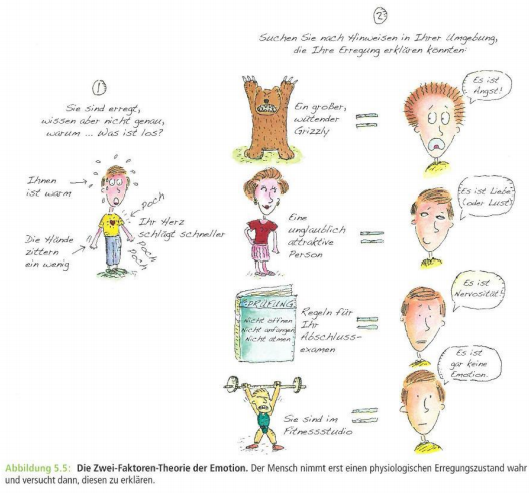 ①
Sie sind erregt,
wissen aber nicht genau,
warum ... Was ist los?
Ihnen
ist warm
poch
Ihr Herz
schlägt schneller
poch
poch
Die Hände
zittern
ein wenig
②
Suchen Sie nach Hinweisen in Ihrer Umgebung,
die Ihre Erregung erklären könnten:
Ein großer,
wütender
Grizzly
=
Es ist
Angst!
Eine
unglaublich
attraktive
Person
=
Es ist Liebe
(oder Lust)
PRÜFUNG
Nicht öffnen
Nicht anfangen
Nicht atmen
Regeln für
Ihr
Abschluss-
examen
=
Es ist
Nervosität!
Sie sind im
Fitnessstudio
=
Es ist
gar keine
Emotion.
Abbildung 5.5: Die Zwei-Faktoren-Theorie der Emotion. Der Mensch nimmt erst einen physiologischen Erregungszustand wahr
und versucht dann, diesen zu erklären.